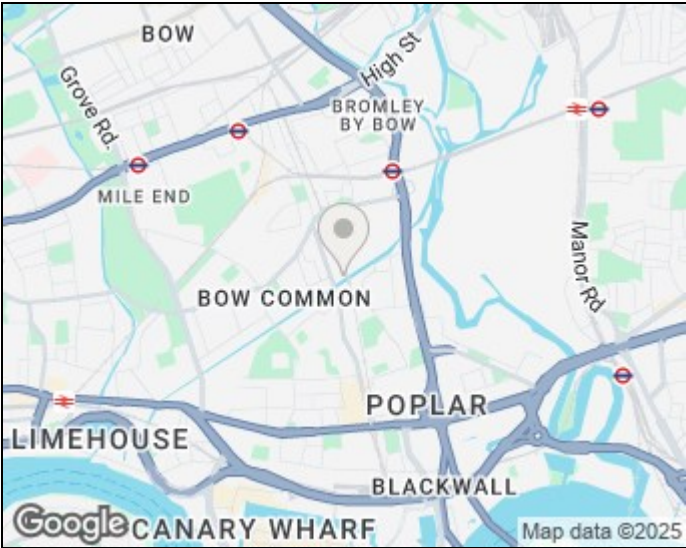 BOW
High St
Grove Rd.
BROMLEY
BY BOW
MILE END
Manor Rd
BOW COMMON
POPLAR
LIMEHOUSE
BLACKWALL
Google
CANARY WHARF
Map data ©2025